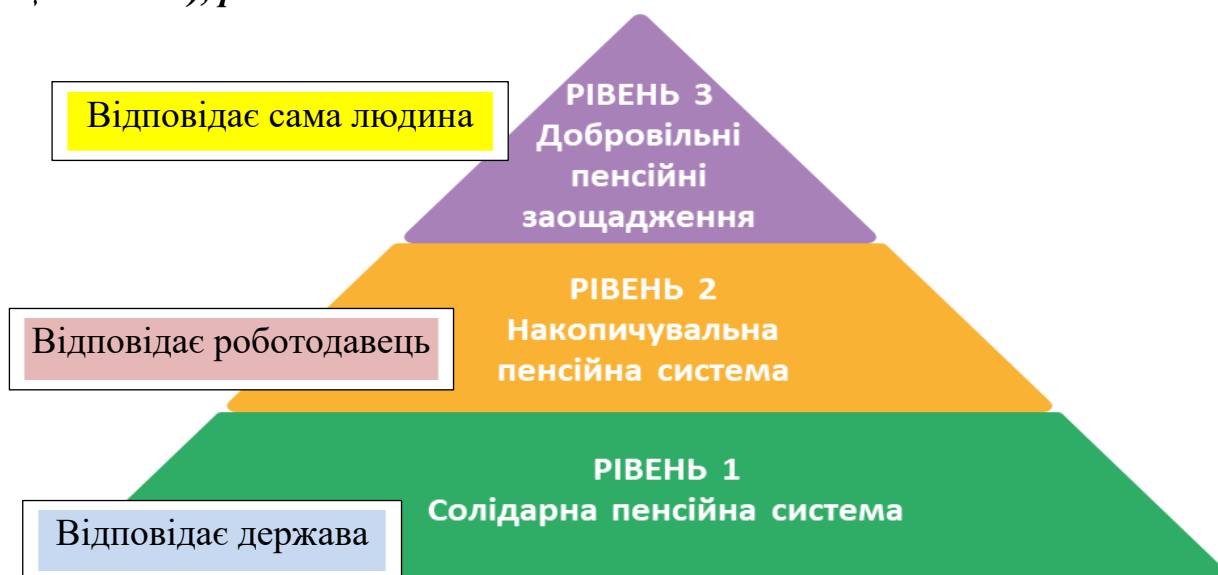 Відповідає сама людина
РІВЕНЬ 3
Добровільні
пенсійні
заощадження
Відповідає роботодавець
РІВЕНЬ 2
Накопичувальна
пенсійна система
РІВЕНЬ 1
Солідарна пенсійна система
Відповідає держава